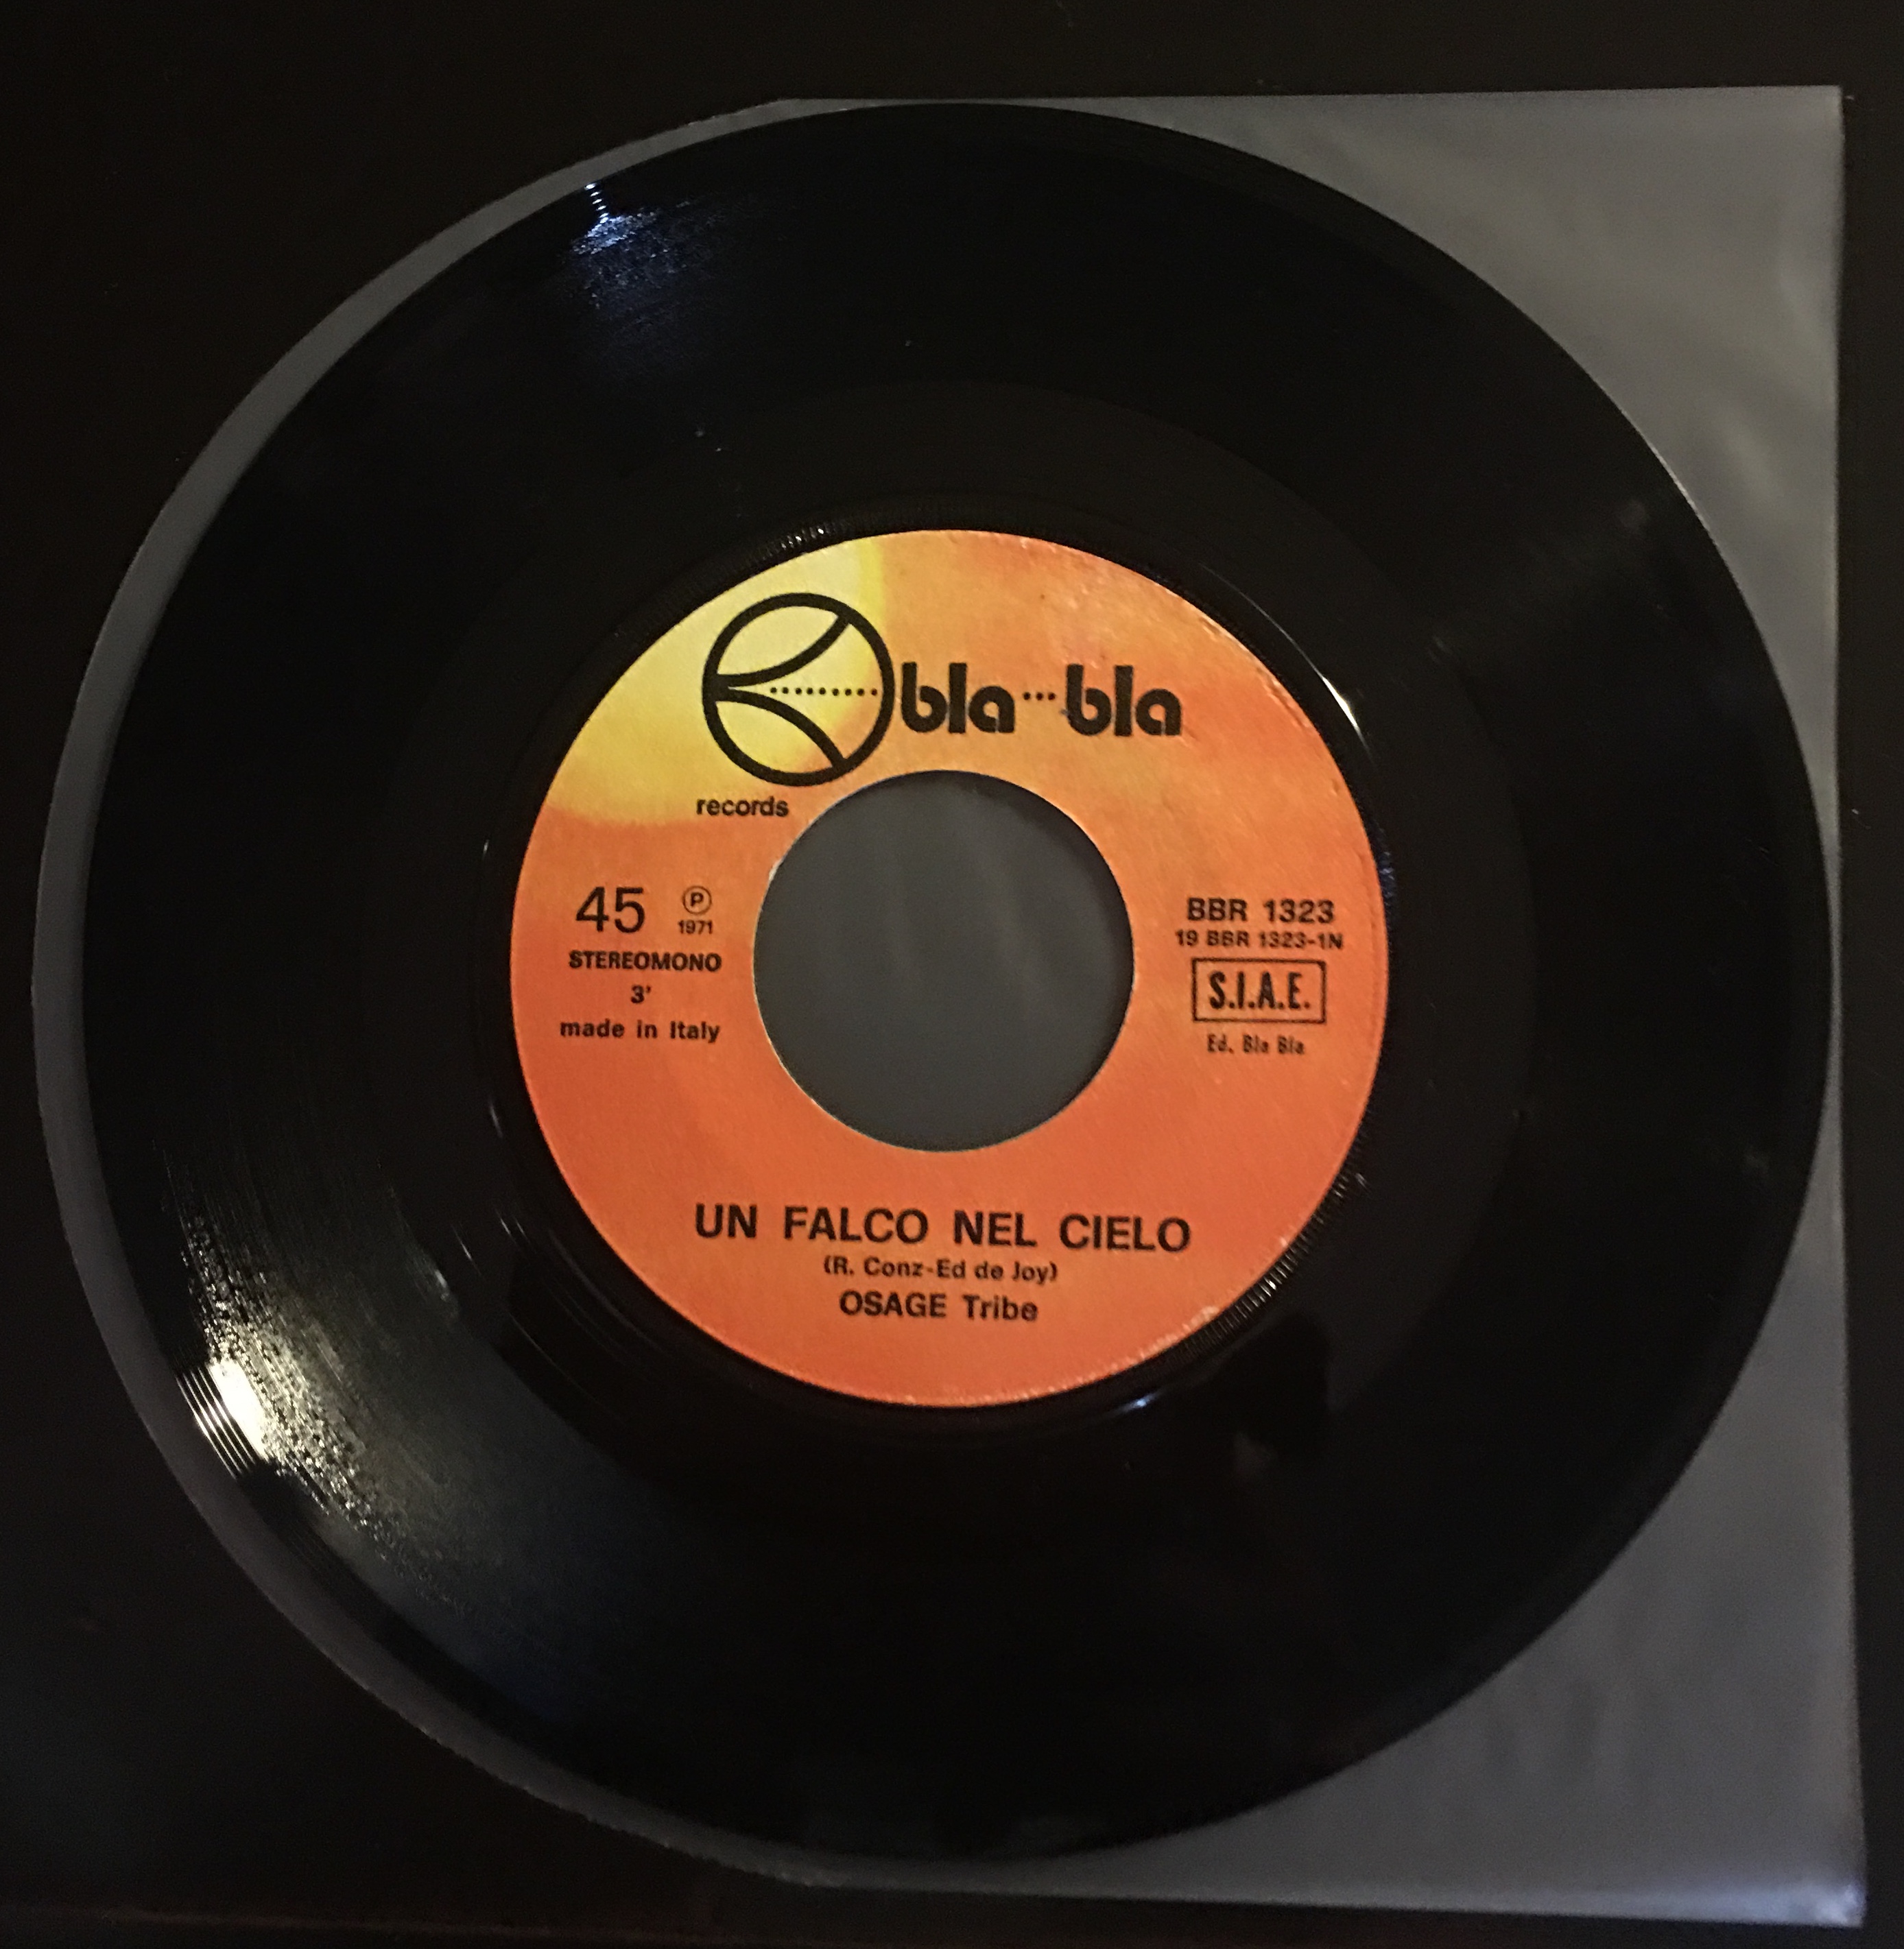 bla···bla
records
45 Ⓟ
1971
STEREOMONO
3'
made in Italy
BBR 1323
19 BBR 1323-1N
S.I.A.E.
Ed. Bla Bla
UN FALCO NEL CIELO
(R. Conz-Ed de Joy)
OSAGE Tribe